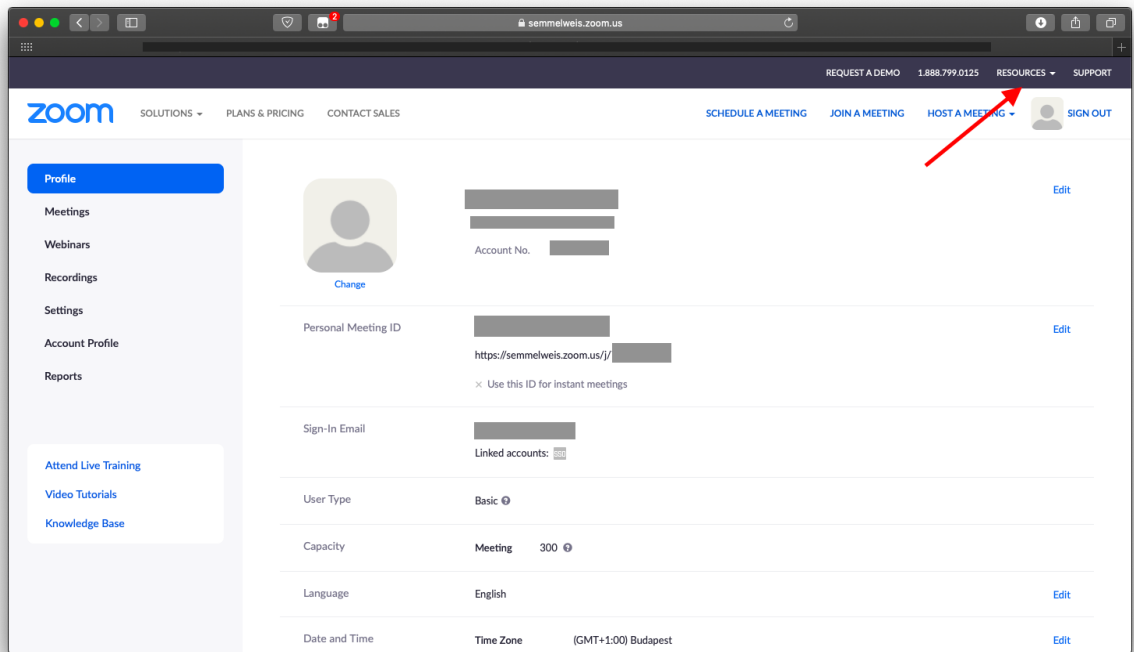 2
semmelweis.zoom.us
REQUEST A DEMO 1.888.799.0125 RESOURCES SUPPORT
zoom SOLUTIONS PLANS & PRICING CONTACT SALES SCHEDULE A MEETING JOIN A MEETING HOST A MEETING SIGN OUT
Profile
Edit
Meetings
Webinars
Account No.
Recordings
Change
Settings
Personal Meeting ID
Edit
Account Profile
https://semmelweis.zoom.us/j/
Reports
× Use this ID for instant meetings
Sign-In Email
Linked accounts: SSO
Attend Live Training
Video Tutorials
Knowledge Base
User Type Basic
Capacity Meeting 300
Language English Edit
Date and Time Time Zone (GMT+1:00) Budapest Edit